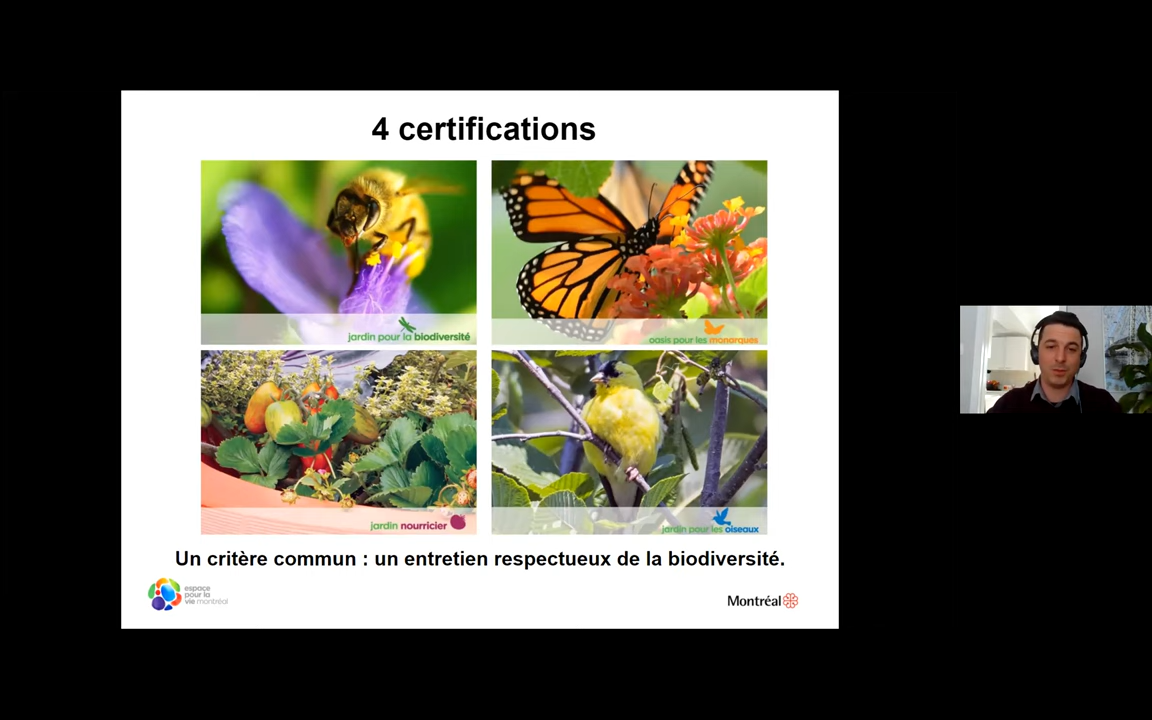 4 certifications
jardin pour la biodiversité
oasis pour les monarques
jardin nourricier
jardin pour les oiseaux
Un critère commun : un entretien respectueux de la biodiversité.
espace
pour la
vie montréal
Montréal